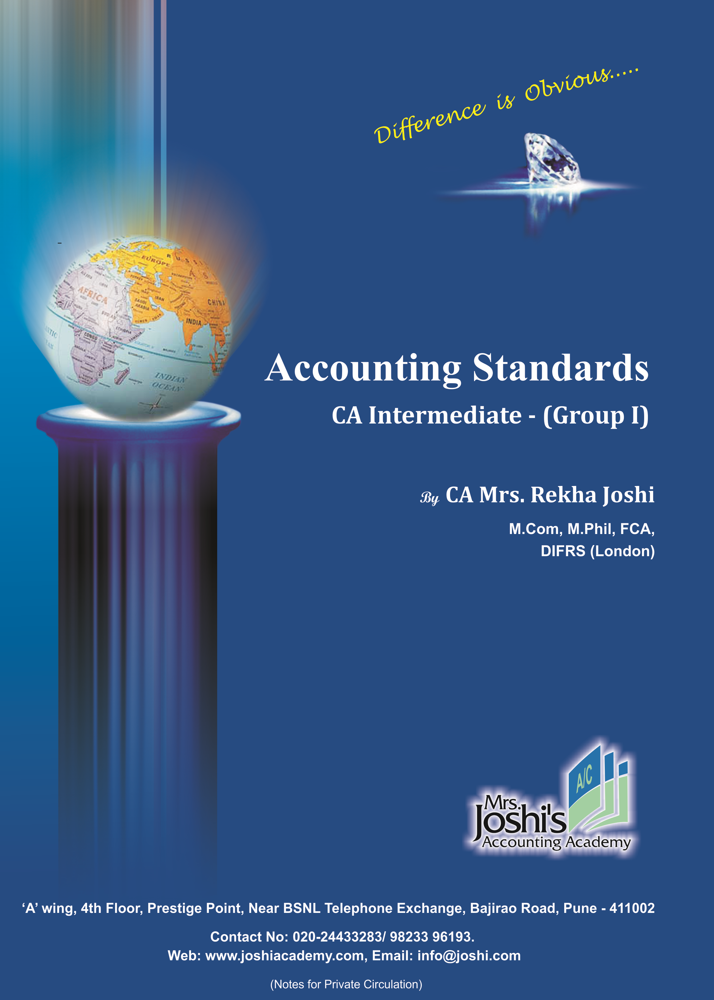 Difference is Obvious.....
EUROPE
RUSSI
AFRICA
SAUDI
ARABIA
IRAN
CHINA
INDIA
ETHIOPIA
CONGO
INDIAN
OCEAN
Accounting Standards
CA Intermediate - (Group I)
By CA Mrs. Rekha Joshi
M.Com, M.Phil, FCA,
DIFRS (London)
A/C
Mrs.
Joshi's
Accounting Academy
‘A’ wing, 4th Floor, Prestige Point, Near BSNL Telephone Exchange, Bajirao Road, Pune - 411002
Contact No: 020-24433283/ 98233 96193.
Web: www.joshiacademy.com, Email: info@joshi.com
(Notes for Private Circulation)